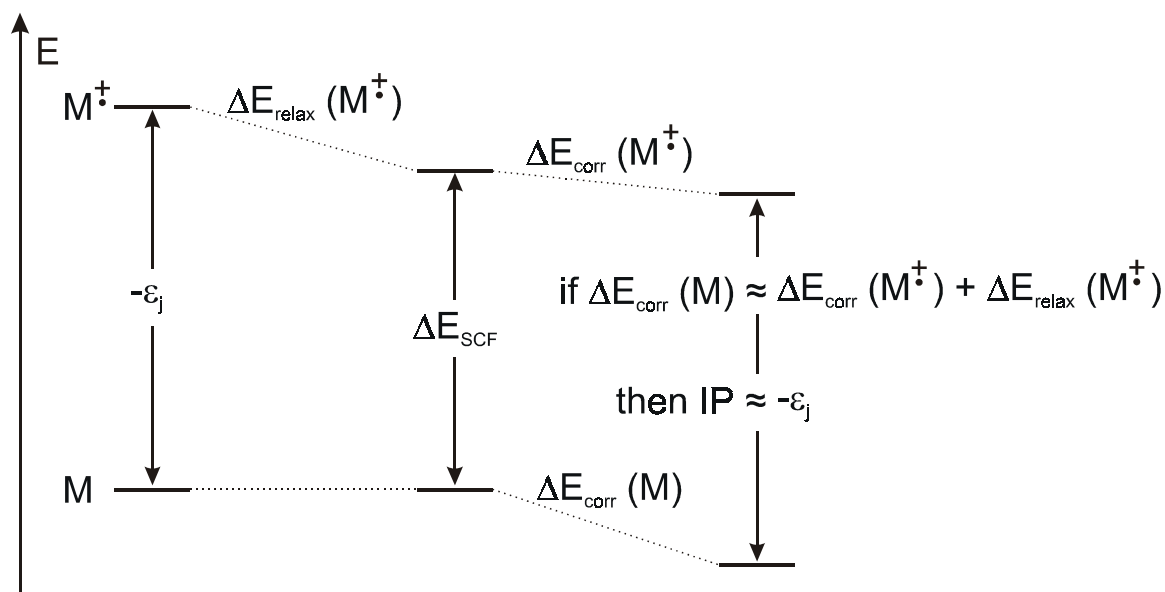 E
M⨥ ΔE_relax (M⨥)
ΔE_corr (M⨥)
-ε_j
if ΔE_corr (M) ≈ ΔE_corr (M⨥) + ΔE_relax (M⨥)
ΔE_SCF
then IP ≈ -ε_j
M
ΔE_corr (M)